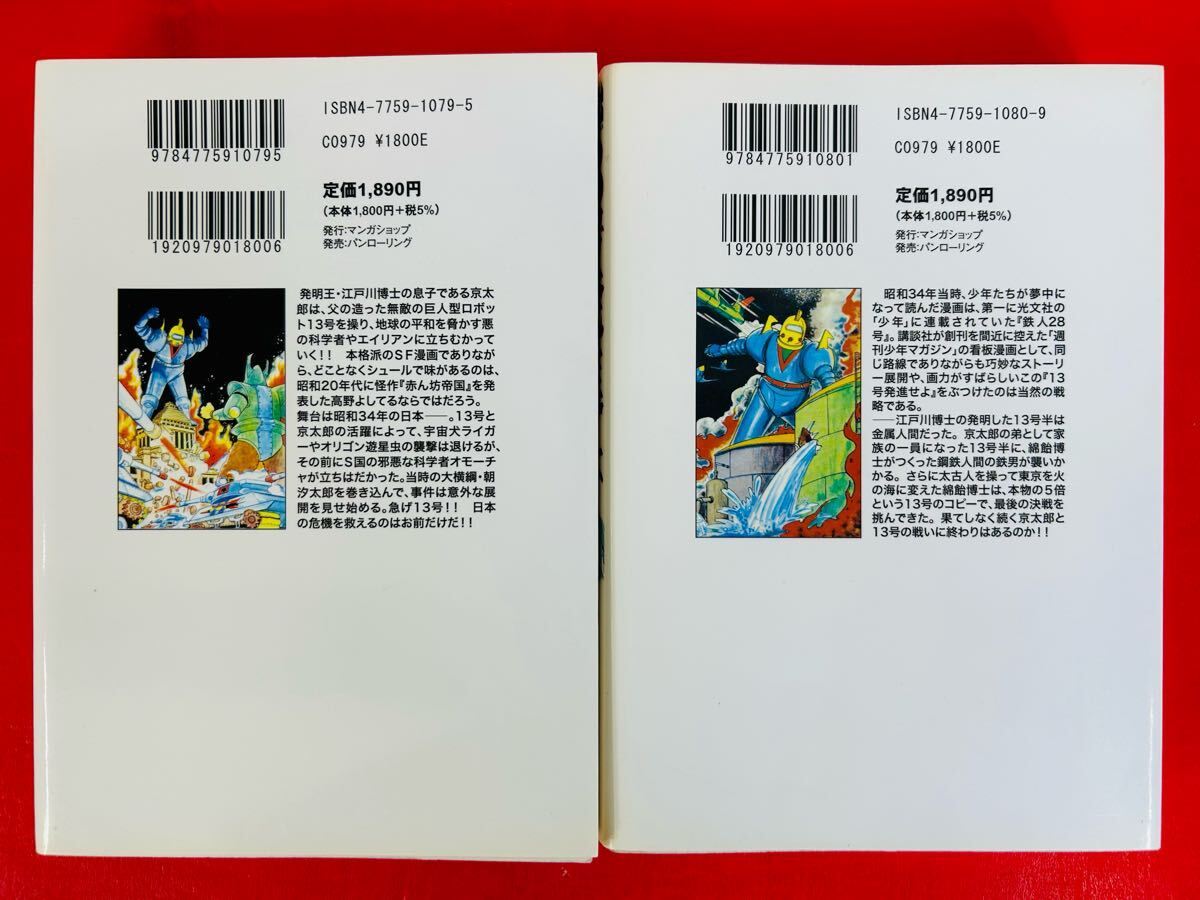 ISBN4-7759-1079-5
9784775910795
C0979 ¥1800E
定価1,890円
(本体1,800円+税5%)
発行:マンガショップ
発売:パンローリング
1920979018006
発明王・江戸川博士の息子である京太
郎は、父の造った無敵の巨人型ロボッ
ト13号を操り、地球の平和を脅かす悪
の科学者やエイリアンに立ちむかって
いく!! 本格派のSF漫画でありなが
ら、どことなくシュールで味があるのは、
昭和20年代に怪作『赤ん坊帝国』を発
表した高野よしてるならではだろう。
舞台は昭和34年の日本――。13号と
京太郎の活躍によって、宇宙犬ライガ
ーやオリゴン遊星虫の襲撃は退けるが、
その前にS国の邪悪な科学者オモーチ
ャが立ちはだかった。当時の大横綱・朝
汐太郎を巻き込んで、事件は意外な展
開を見せ始める。急げ13号!! 日本
の危機を救えるのはお前だけだ!!
ISBN4-7759-1080-9
9784775910801
C0979 ¥1800E
定価1,890円
(本体1,800円+税5%)
発行:マンガショップ
発売:パンローリング
1920979018006
昭和34年当時、少年たちが夢中に
なって読んだ漫画は、第一に光文社の
「少年」に連載されていた『鉄人28
号』。講談社が創刊を間近に控えた「週
刊少年マガジン」の看板漫画として、同
じ路線でありながらも巧妙なストーリ
ー展開や、画力がすばらしいこの『13
号発進せよ』をぶつけたのは当然の戦
略である。
――江戸川博士の発明した13号半は
金属人間だった。京太郎の弟として家
族の一員になった13号半に、綿飴博
士がつくった鋼鉄人間の鉄男が襲いか
かる。さらに太古人を操って東京を火
の海に変えた綿飴博士は、本物の5倍
という13号のコピーで、最後の決戦を
挑んできた。果てしなく続く京太郎と
13号の戦いに終わりはあるのか!!